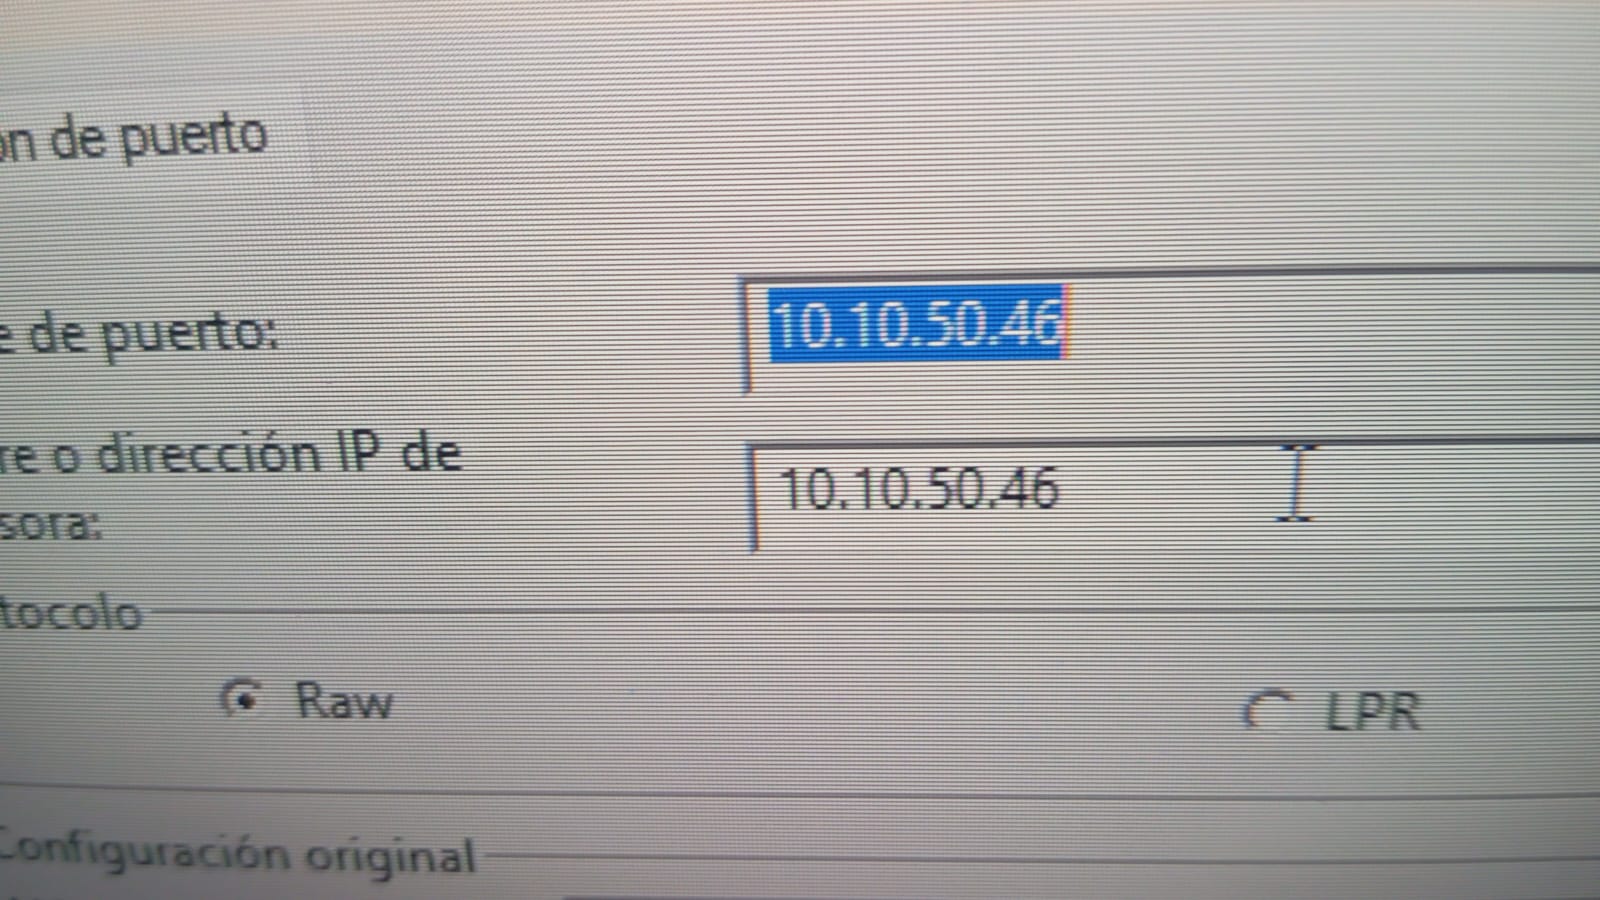 ón de puerto
e de puerto: 10.10.50.46
re o dirección IP de
sora: 10.10.50.46
tocolo
Raw LPR
Configuración original